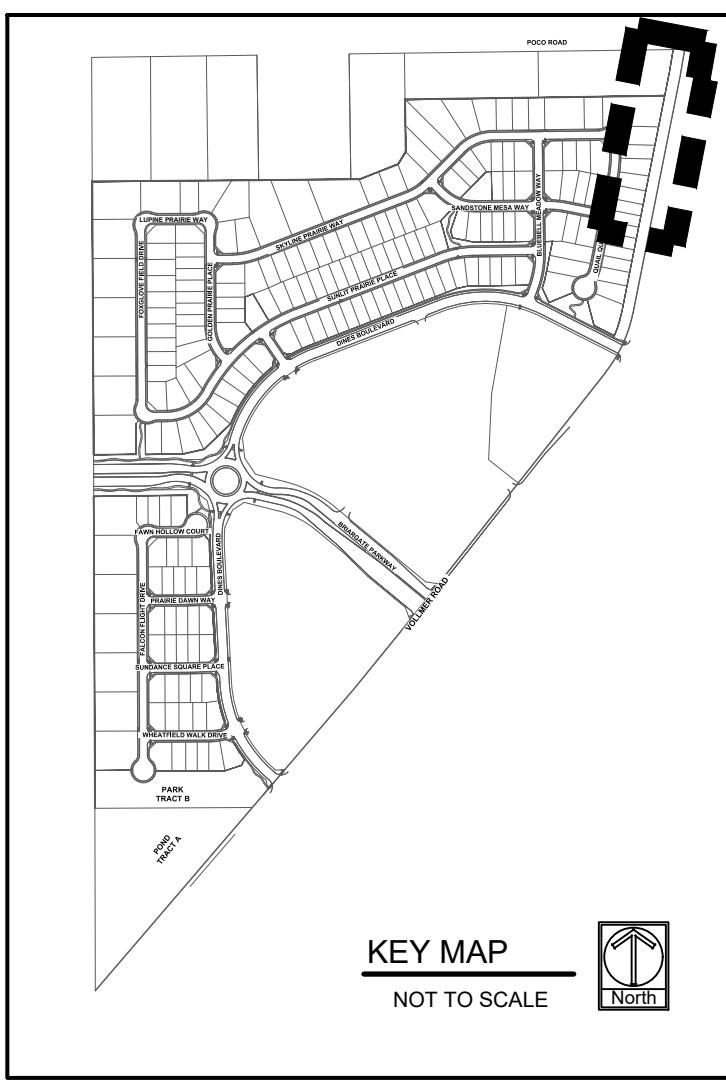 POCO ROAD
LUPINE PRAIRIE WAY
SKYLINE PRAIRIE WAY
SANDSTONE MESA WAY
BLUEBELL MEADOW WAY
QUAIL
FOXGLOVE FIELD DRIVE
GOLDEN PRAIRIE PLACE
SUNLIT PRAIRIE PLACE
DINES BOULEVARD
BRIARGATE PARKWAY
VOLLMER ROAD
FAWN HOLLOW COURT
DINES BOULEVARD
FALCON FLIGHT DRIVE
PRAIRIE DAWN WAY
SUNDANCE SQUARE PLACE
WHEATFIELD WALK DRIVE
PARK
TRACT B
POND
TRACT A
KEY MAP
NOT TO SCALE
North